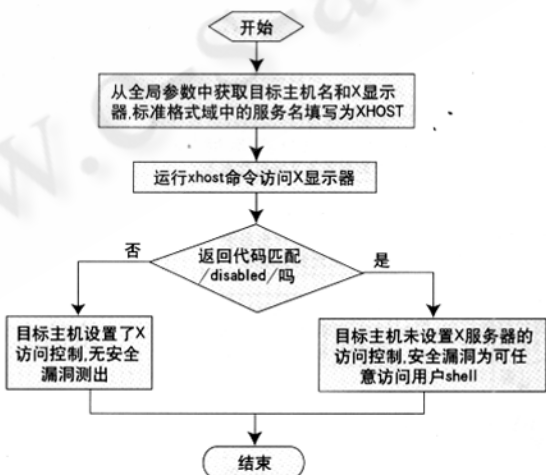 开始
从全局参数中获取目标主机名和X显示
器,标准格式域中的服务名填写为XHOST
运行xhost命令访问X显示器
返回代码匹配
/disabled/吗
否
是
目标主机设置了X
访问控制,无安全
漏洞测出
目标主机未设置X服务器的
访问控制,安全漏洞为可任
意访问用户shell
结束